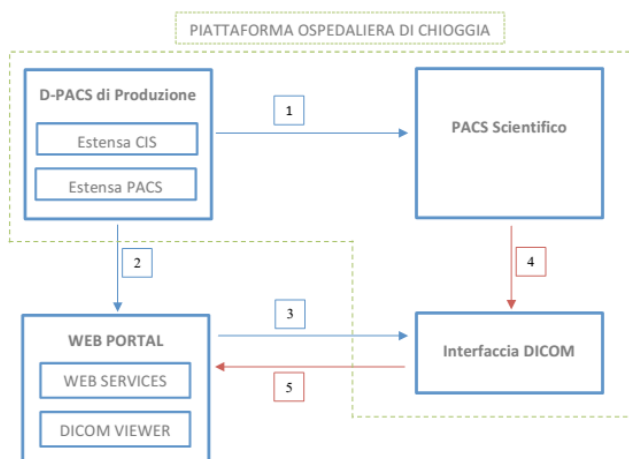 PIATTAFORMA OSPEDALIERA DI CHIOGGIA
D-PACS di Produzione
Estensa CIS
Estensa PACS
1
PACS Scientifico
2
4
WEB PORTAL
WEB SERVICES
DICOM VIEWER
3
5
Interfaccia DICOM